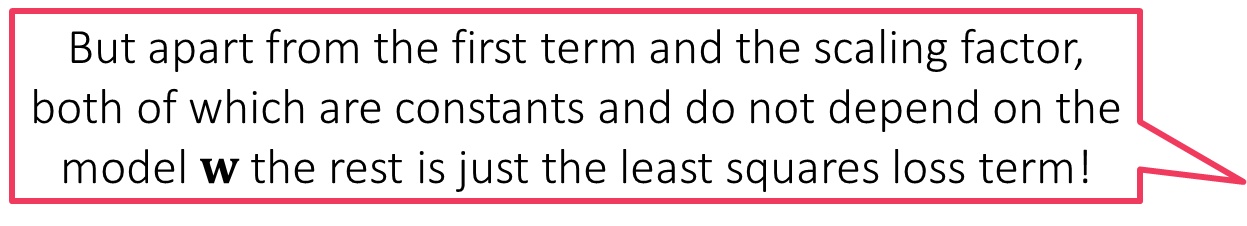 But apart from the first term and the scaling factor,
both of which are constants and do not depend on the
model w the rest is just the least squares loss term!